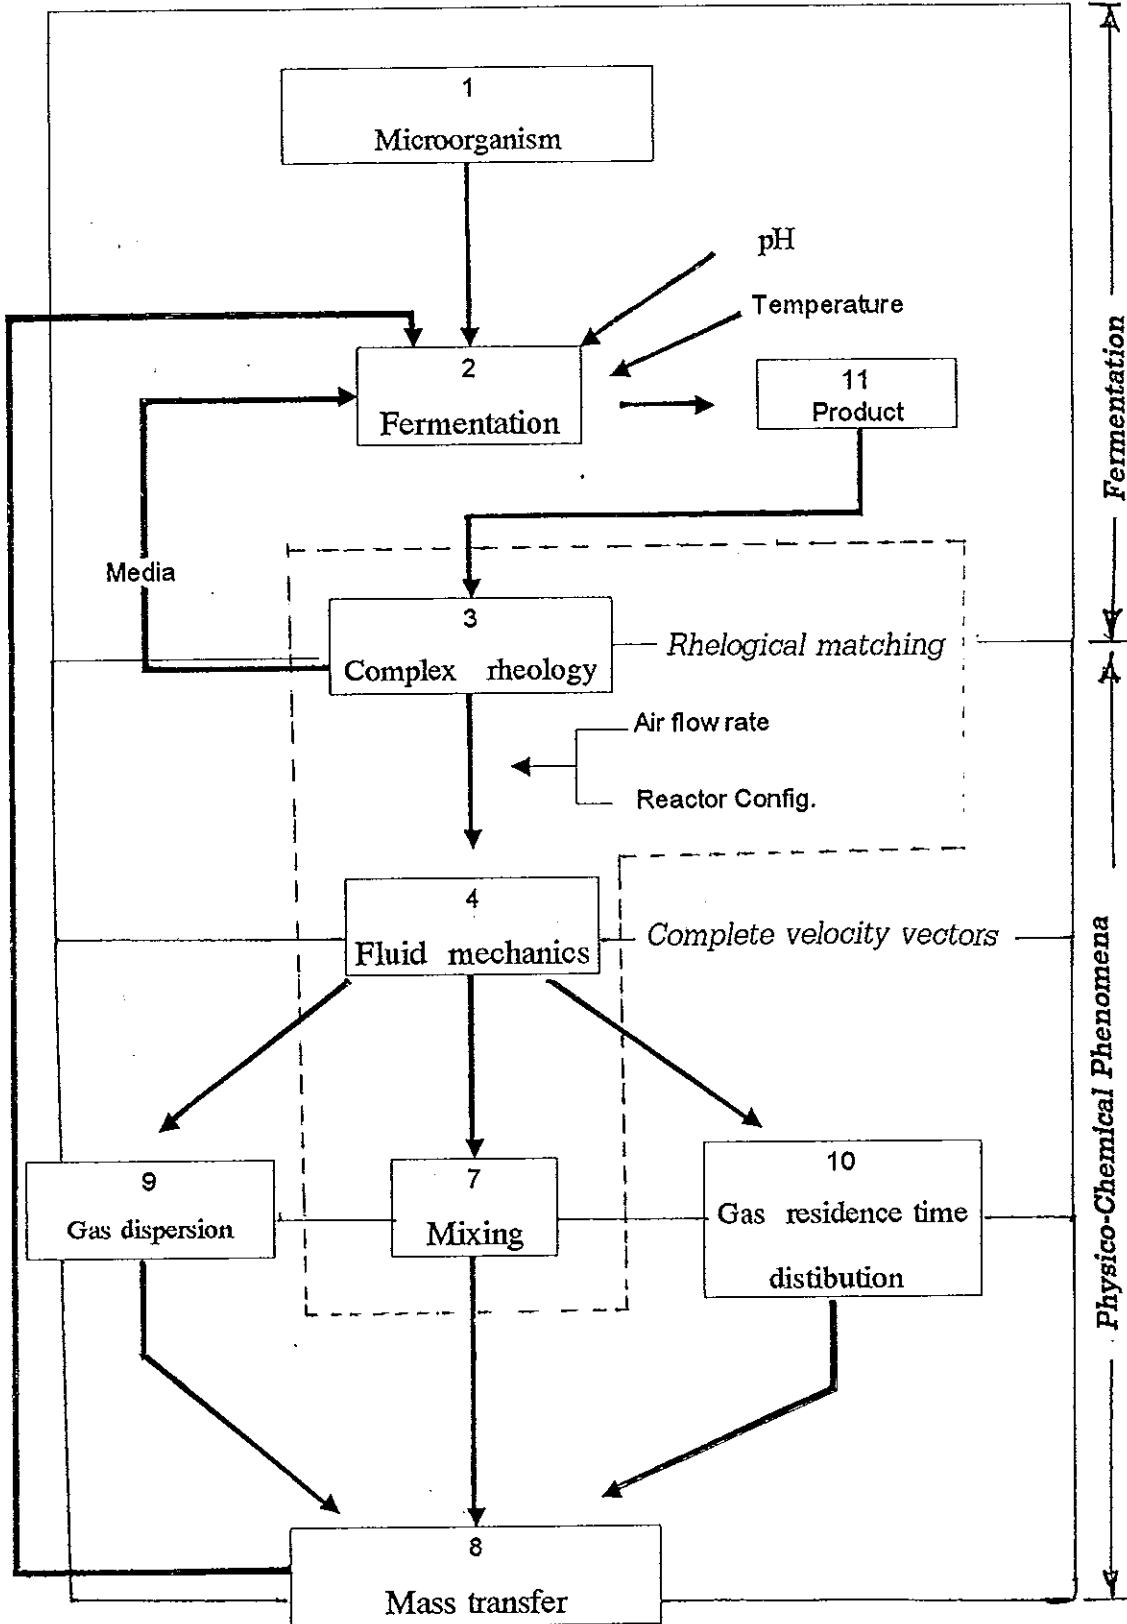 1
Microorganism
pH
Temperature
2
Fermentation
11
Product
Fermentation
Media
3
Complex rheology
Rhelogical matching
Air flow rate
Reactor Config.
4
Fluid mechanics
Complete velocity vectors
Physico-Chemical Phenomena
9
Gas dispersion
7
Mixing
10
Gas residence time
distibution
8
Mass transfer